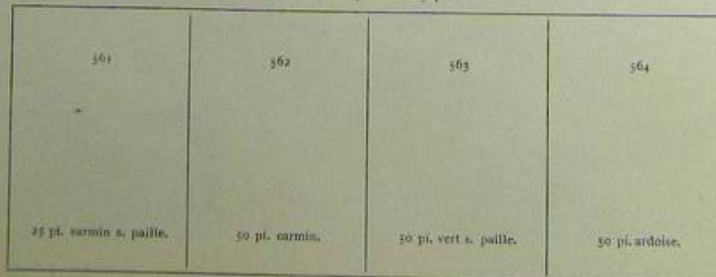 561
562
563
564
25 pi. carmin s. paille.
50 pi. carmin.
50 pi. vert s. paille.
50 pi. ardoise.